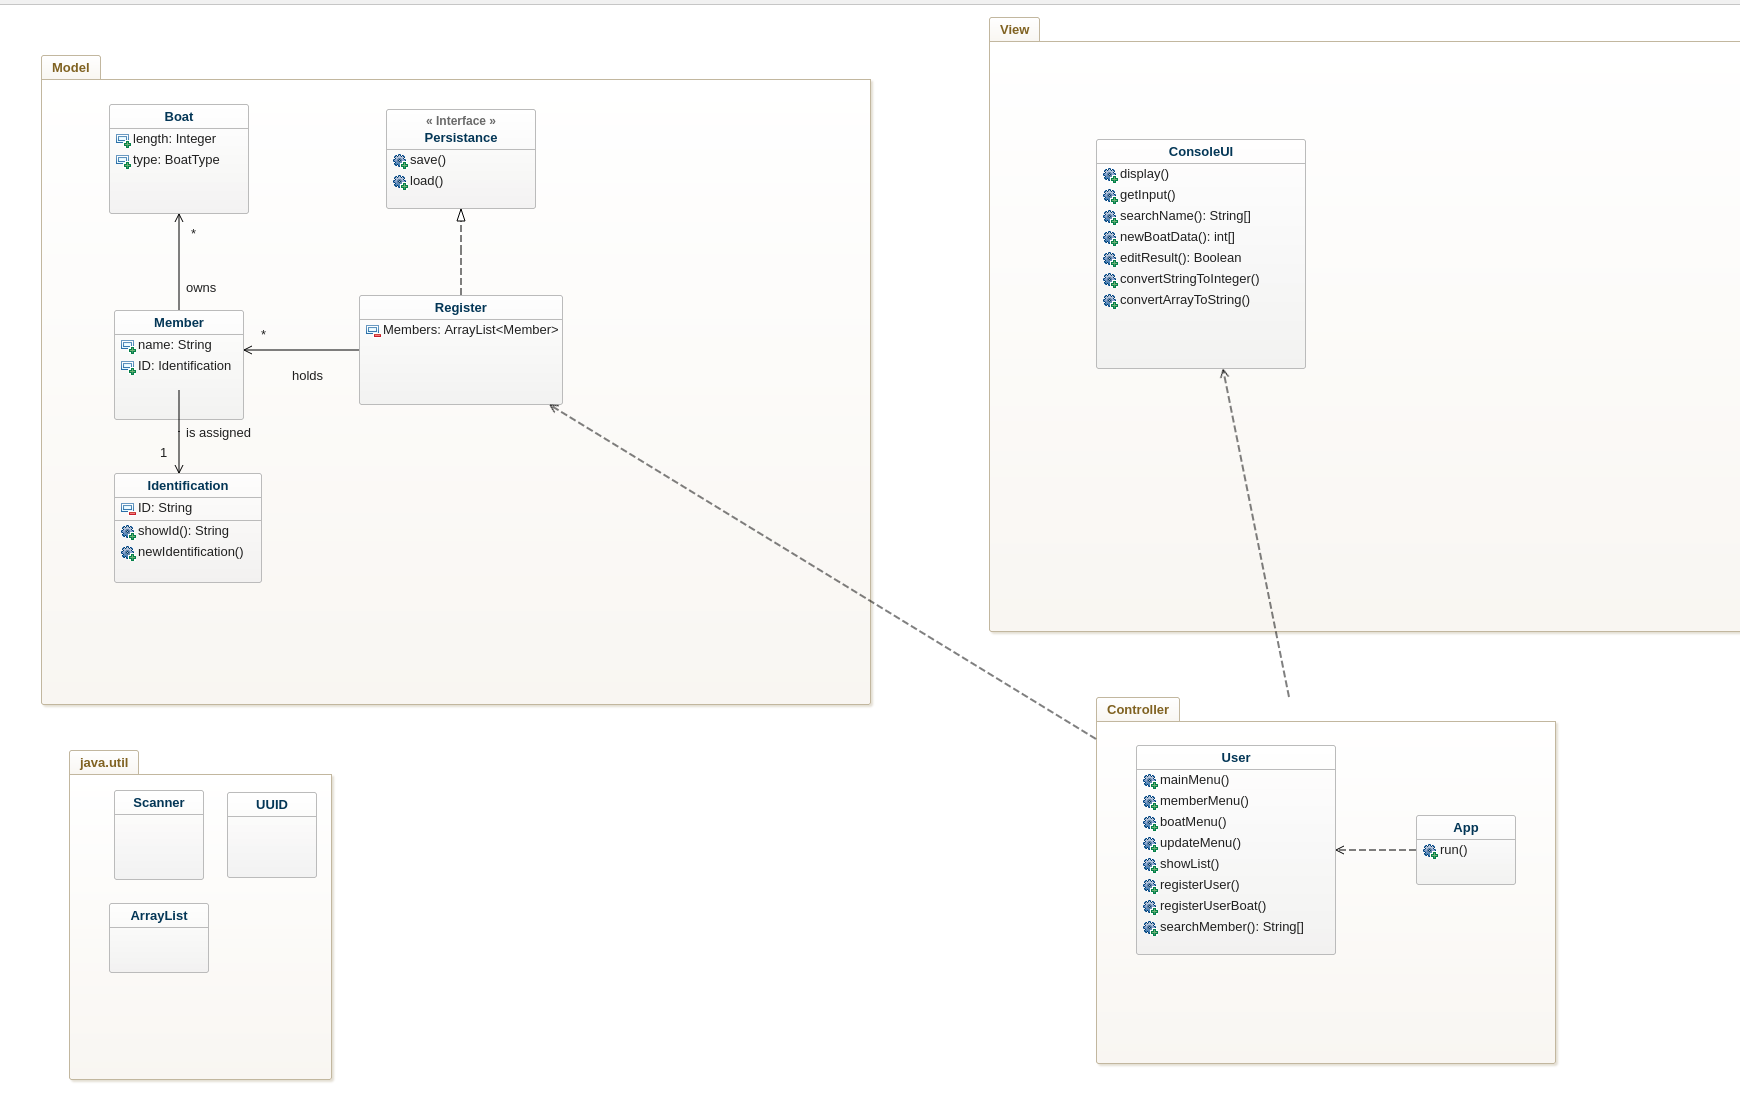 Model
Boat
length: Integer
type: BoatType
*
owns
Member
name: String
ID: Identification
is assigned
1
Identification
ID: String
showId(): String
newIdentification()
« Interface »
Persistance
save()
load()
Register
Members: ArrayList<Member>
*
holds
View
ConsoleUI
display()
getInput()
searchName(): String[]
newBoatData(): int[]
editResult(): Boolean
convertStringToInteger()
convertArrayToString()
java.util
Scanner
UUID
ArrayList
Controller
User
mainMenu()
memberMenu()
boatMenu()
updateMenu()
showList()
registerUser()
registerUserBoat()
searchMember(): String[]
App
run()